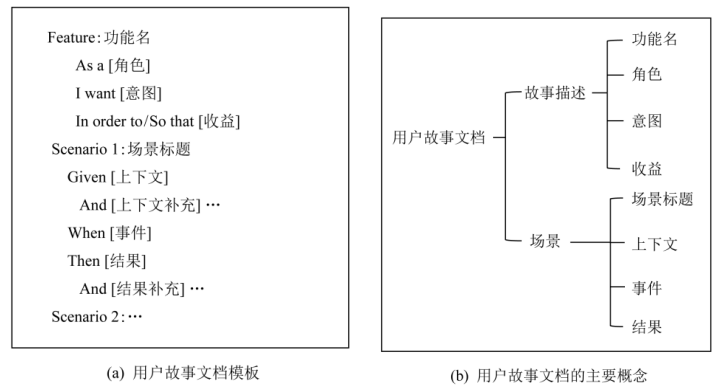 Feature:功能名
As a [角色]
I want [意图]
In order to/So that [收益]
Scenario 1:场景标题
Given [上下文]
And [上下文补充] …
When [事件]
Then [结果]
And [结果补充] …
Scenario 2:…
(a) 用户故事文档模板
用户故事文档
故事描述
功能名
角色
意图
收益
场景
场景标题
上下文
事件
结果
(b) 用户故事文档的主要概念